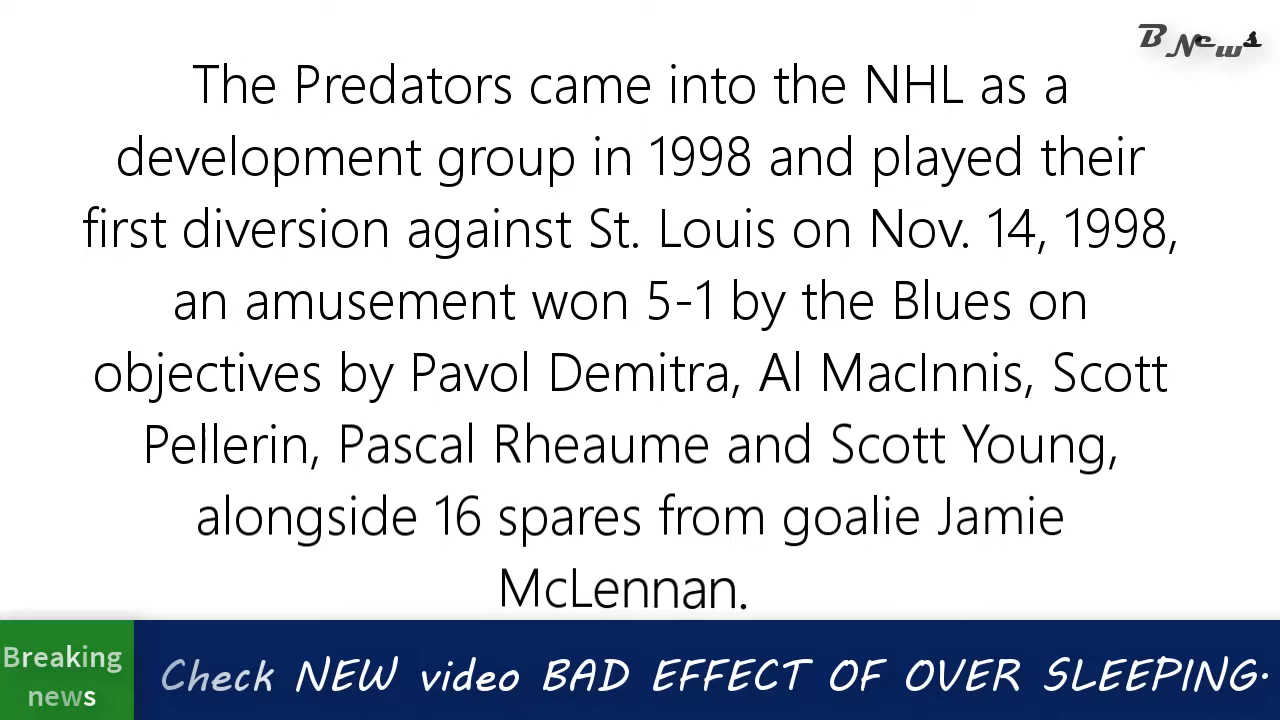 B News
The Predators came into the NHL as a
development group in 1998 and played their
first diversion against St. Louis on Nov. 14, 1998,
an amusement won 5-1 by the Blues on
objectives by Pavol Demitra, Al MacInnis, Scott
Pellerin, Pascal Rheaume and Scott Young,
alongside 16 spares from goalie Jamie
McLennan.
Breaking
news
Check NEW video BAD EFFECT OF OVER SLEEPING.